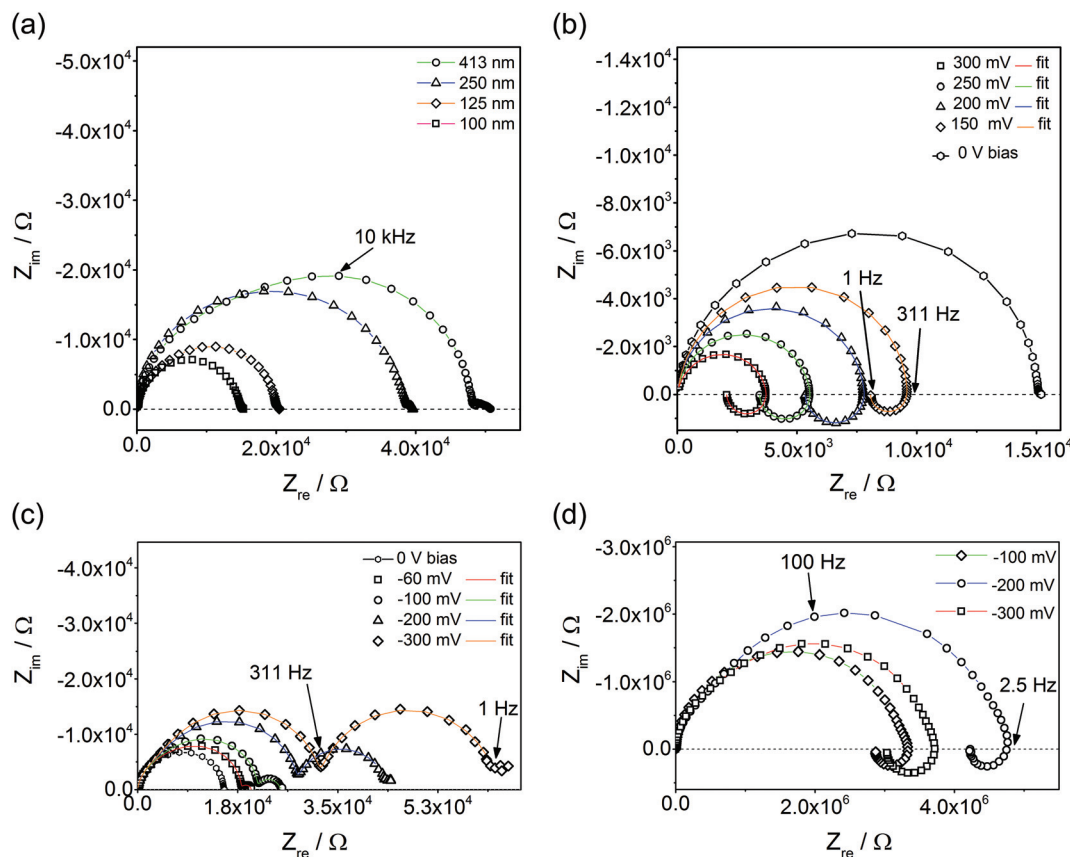 (a)
-5.0x10⁴
-4.0x10⁴
-3.0x10⁴
-2.0x10⁴
-1.0x10⁴
0.0
Z_im / Ω
413 nm
250 nm
125 nm
100 nm
10 kHz
0.0
2.0x10⁴
4.0x10⁴
Z_re / Ω
(b)
-1.4x10⁴
-1.2x10⁴
-1.0x10⁴
-8.0x10³
-6.0x10³
-4.0x10³
-2.0x10³
0.0
Z_im / Ω
300 mV fit
250 mV fit
200 mV fit
150 mV fit
0 V bias
1 Hz
311 Hz
0.0
5.0x10³
1.0x10⁴
1.5x10⁴
Z_re / Ω
(c)
-4.0x10⁴
-3.0x10⁴
-2.0x10⁴
-1.0x10⁴
0.0
Z_im / Ω
0 V bias
-60 mV fit
-100 mV fit
-200 mV fit
-300 mV fit
311 Hz
1 Hz
0.0
1.8x10⁴
3.5x10⁴
5.3x10⁴
Z_re / Ω
(d)
-3.0x10⁶
-2.0x10⁶
-1.0x10⁶
0.0
Z_im / Ω
-100 mV
-200 mV
-300 mV
100 Hz
2.5 Hz
0.0
2.0x10⁶
4.0x10⁶
Z_re / Ω